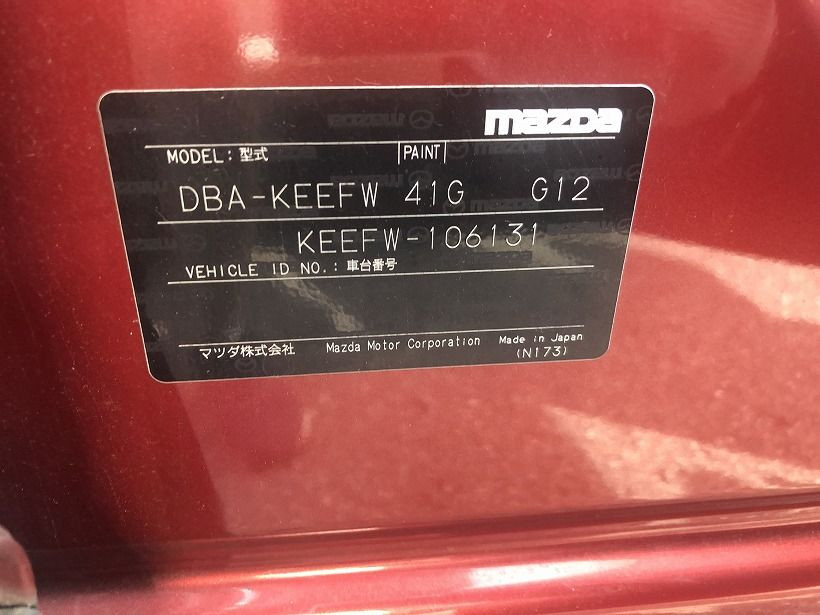 mazda
MODEL: 型式 PAINT
DBA-KEEFW 41G G12
KEEFW-106131
VEHICLE ID NO.: 車台番号
マツダ株式会社 Mazda Motor Corporation Made in Japan
(N173)